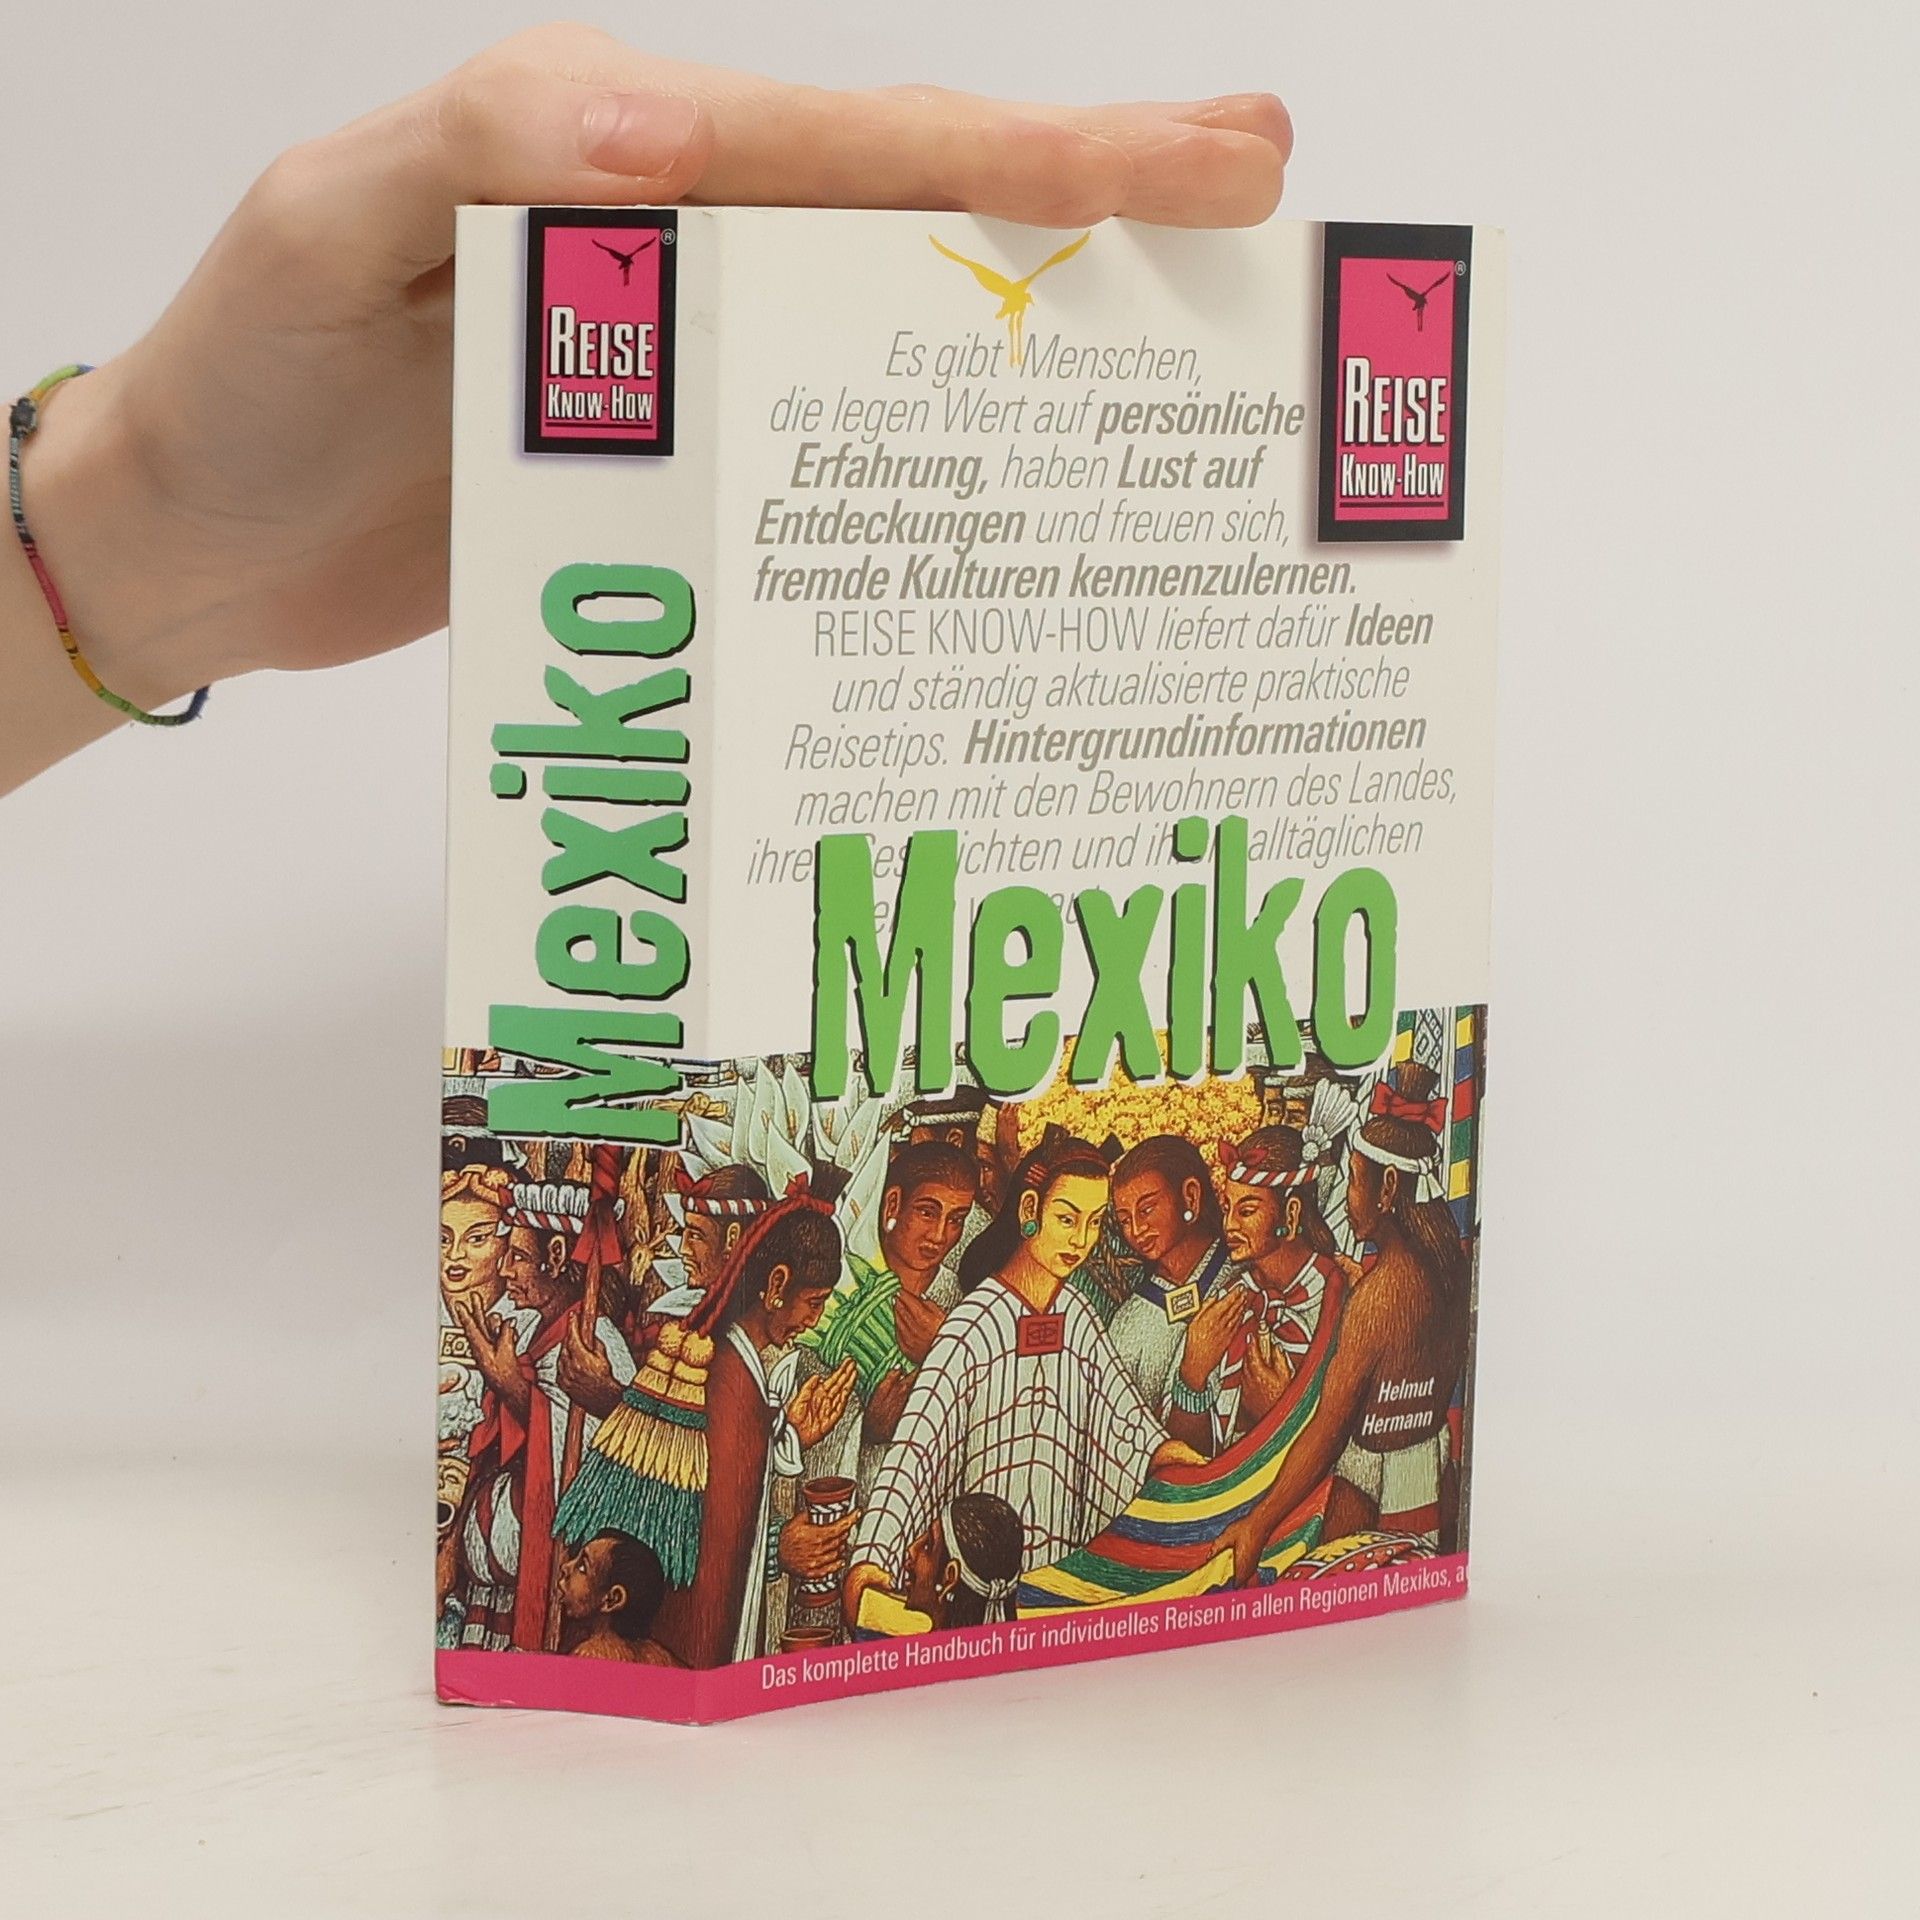 REISE
KNOW-HOW
®
Mexiko
Es gibt Menschen,
die legen Wert auf persönliche
Erfahrung, haben Lust auf
Entdeckungen und freuen sich,
fremde Kulturen kennenzulernen.
REISE KNOW-HOW liefert dafür Ideen
und ständig aktualisierte praktische
Reisetips. Hintergrundinformationen
machen mit den Bewohnern des Landes,
und alltäglichen
REISE
KNOW-HOW
®
Mexiko
Helmut
Hermann
Das komplette Handbuch für individuelles Reisen in allen Regionen Mexikos,